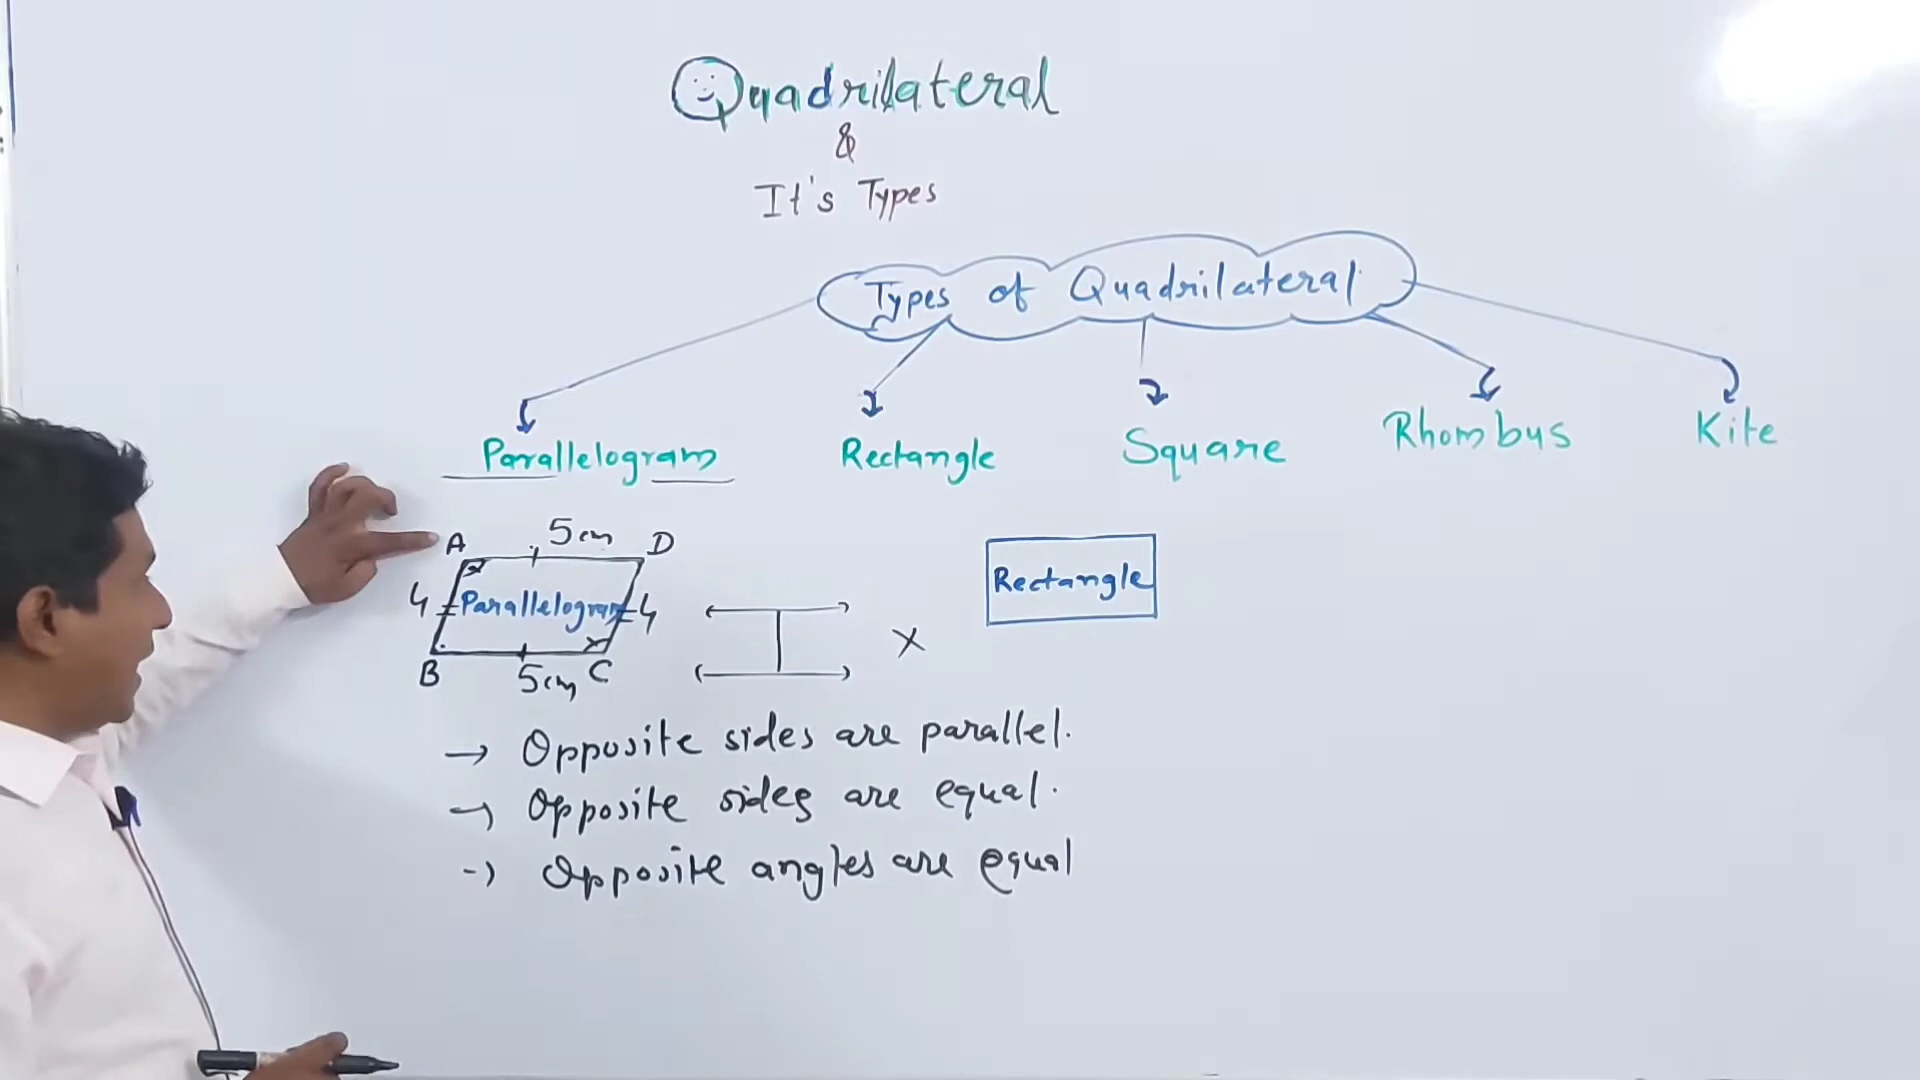 Quadrilateral
&
It's Types
Types of Quadrilateral
Parallelogram Rectangle Square Rhombus Kite
A 5cm D
4 Parallelogram 4
B 5cm C
Rectangle
X
→ Opposite sides are parallel.
→ Opposite sides are equal.
→ Opposite angles are equal